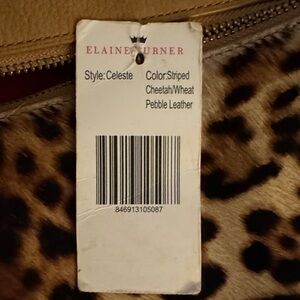 ELAINE TURNER
Style: Celeste Color:Striped
Cheetah/Wheat
Pebble Leather
846913105087